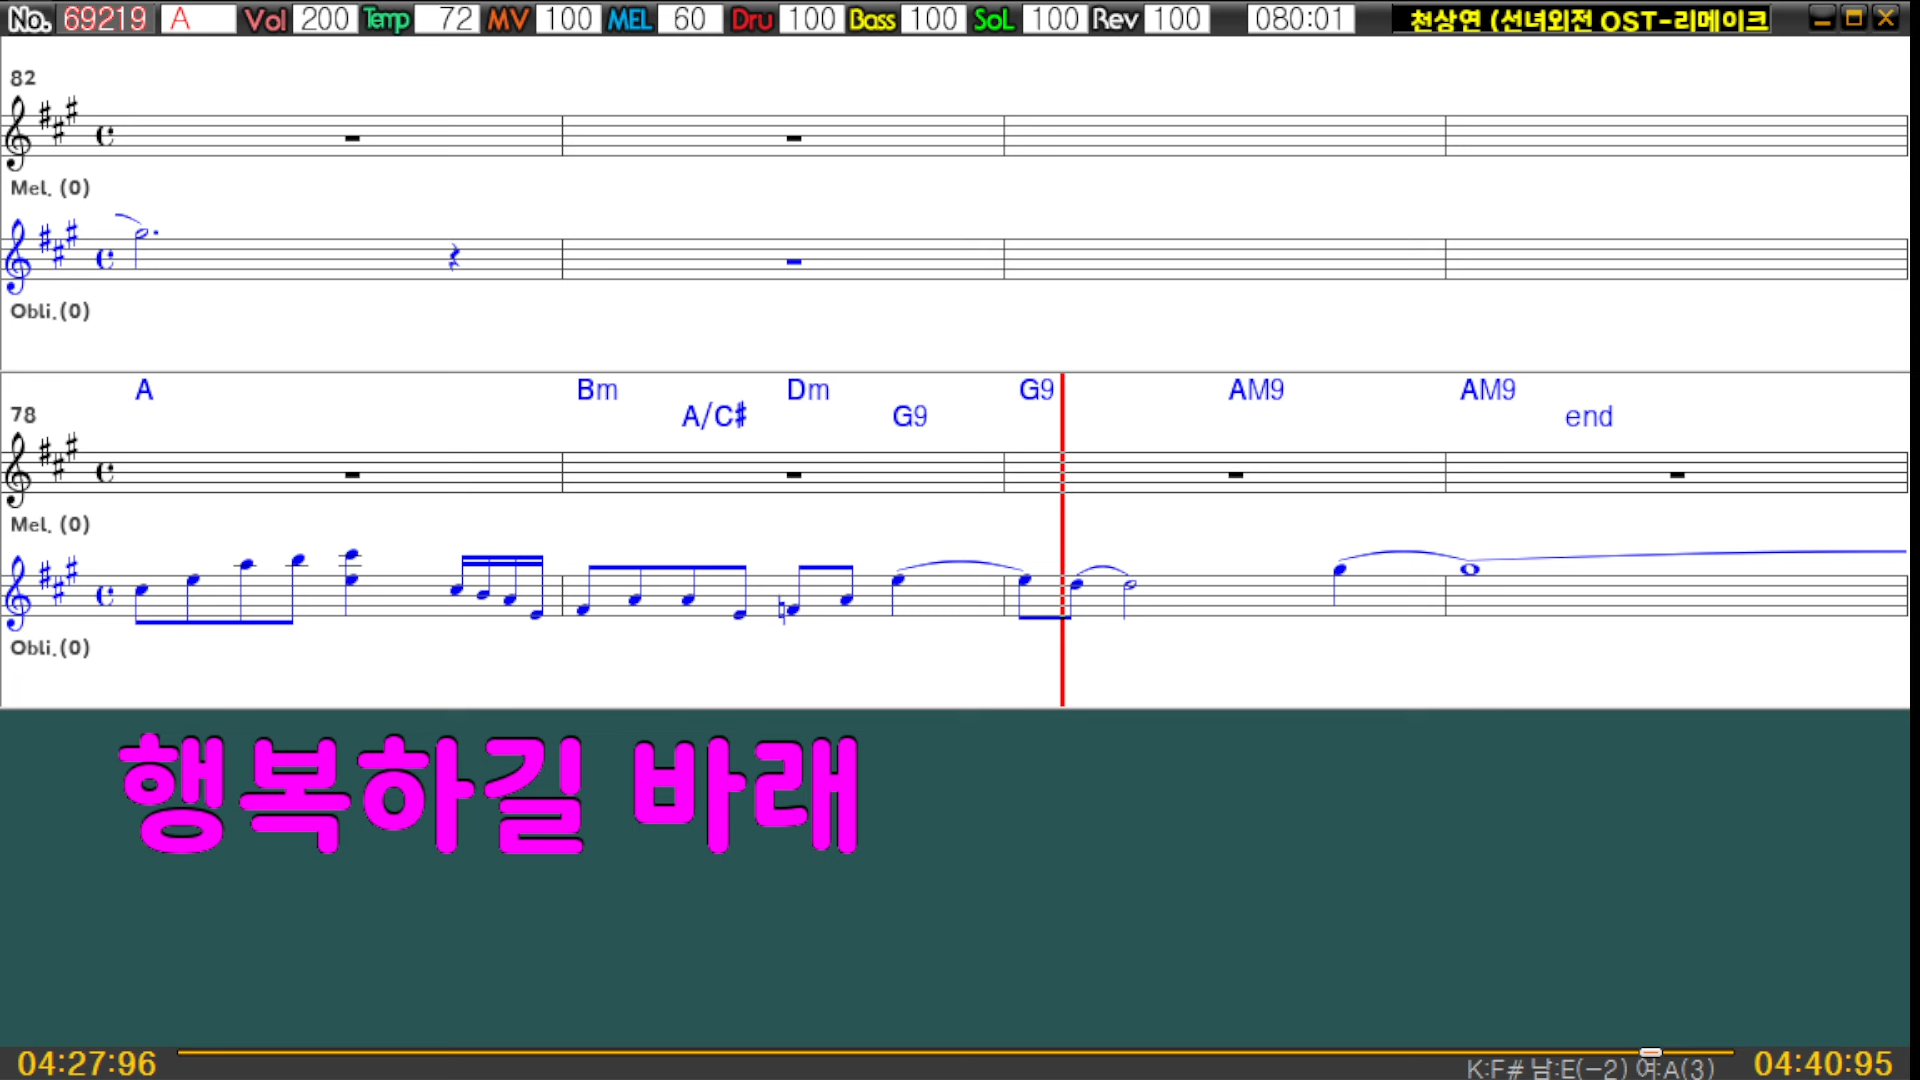 No. 69219 A Vol 200 Temp 72 MV 100 MEL 60 Dru 100 Bass 100 SoL 100 Rev 100 080:01 천상연 (선녀외전 OST-리메이크
82
Mel. (0)
Obli.(0)
A Bm Dm G9 AM9 AM9
78 A/C# G9 end
Mel. (0)
Obli.(0)
행복하길 바래
04:27:96 K:F# 남:E(-2) 여:A(3) 04:40:95